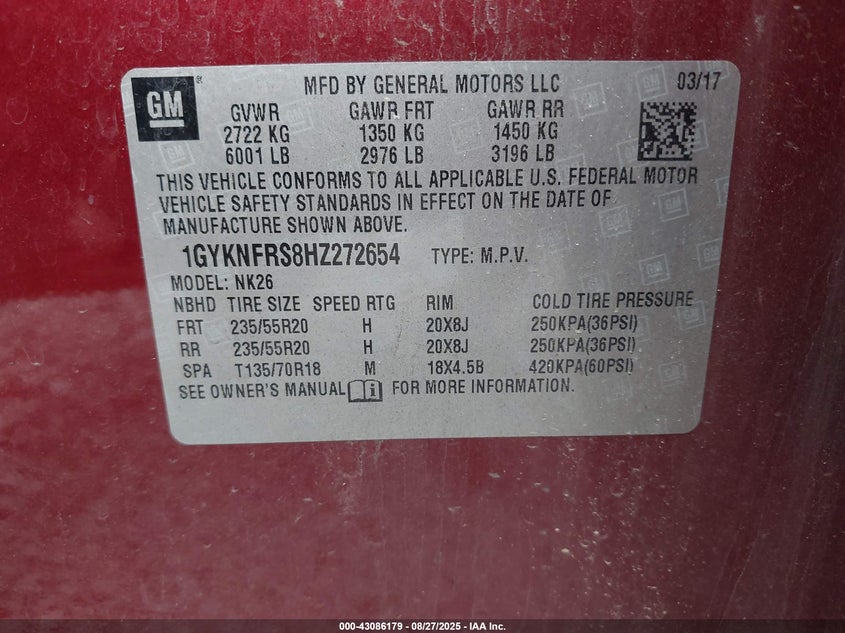 GM ® MFD BY GENERAL MOTORS LLC 03/17
GVWR GAWR FRT GAWR RR
2722 KG 1350 KG 1450 KG
6001 LB 2976 LB 3196 LB
THIS VEHICLE CONFORMS TO ALL APPLICABLE U.S. FEDERAL MOTOR
VEHICLE SAFETY STANDARDS IN EFFECT ON THE DATE OF
MANUFACTURE SHOWN ABOVE.
1GYKNFRS8HZ272654 TYPE: M.P.V.
MODEL: NK26
NBHD TIRE SIZE SPEED RTG RIM COLD TIRE PRESSURE
FRT 235/55R20 H 20X8J 250KPA(36PSI)
RR 235/55R20 H 20X8J 250KPA(36PSI)
SPA T135/70R18 M 18X4.5B 420KPA(60PSI)
SEE OWNER'S MANUAL i FOR MORE INFORMATION.
000-43086179 - 08/27/2025 - IAA Inc.